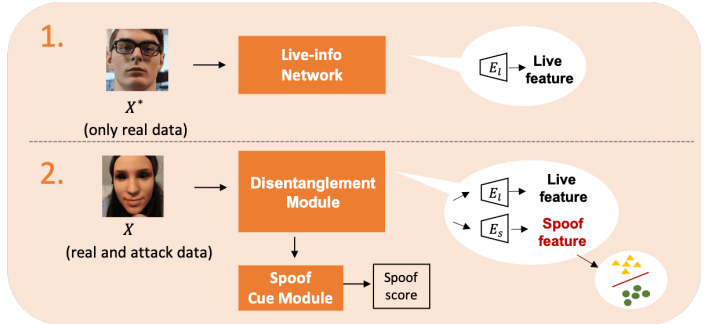 1.
Live-info
Network
E_l
Live
feature
X*
(only real data)
2.
Disentanglement
Module
E_l
Live
feature
E_s
Spoof
feature
X
(real and attack data)
Spoof
Cue Module
Spoof
score